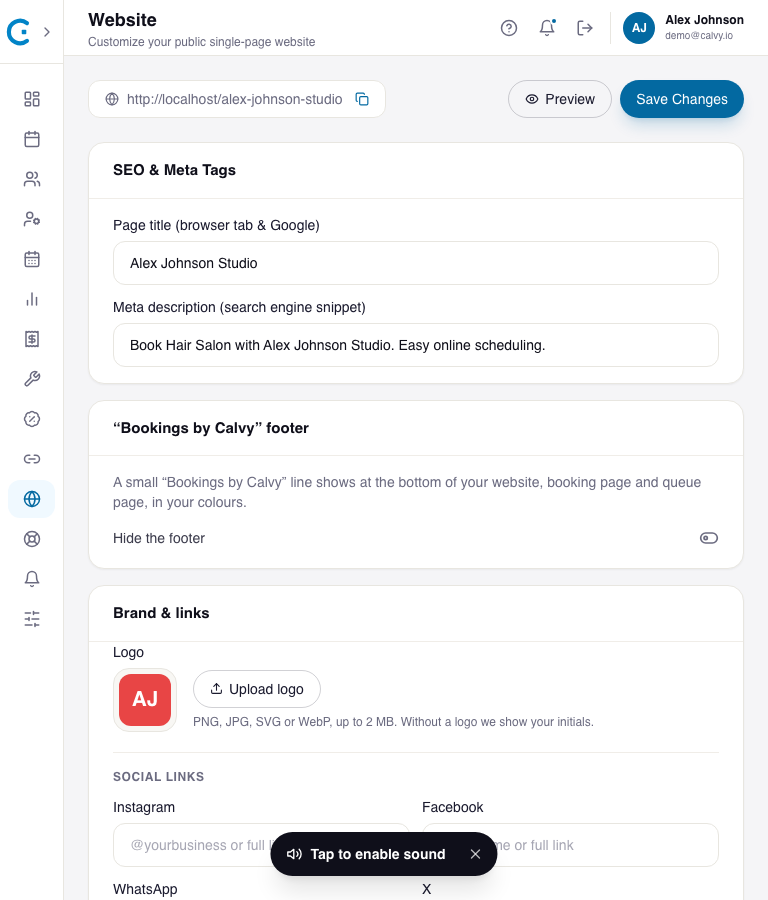 Website
Customize your public single-page website
AJ
Alex Johnson
demo@calvy.io
http://localhost/alex-johnson-studio
Preview
Save Changes
SEO & Meta Tags
Page title (browser tab & Google)
Alex Johnson Studio
Meta description (search engine snippet)
Book Hair Salon with Alex Johnson Studio. Easy online scheduling.
“Bookings by Calvy” footer
A small “Bookings by Calvy” line shows at the bottom of your website, booking page and queue
page, in your colours.
Hide the footer
Brand & links
Logo
AJ
Upload logo
PNG, JPG, SVG or WebP, up to 2 MB. Without a logo we show your initials.
SOCIAL LINKS
Instagram
Facebook
@yourbusiness or full
or full link
Tap to enable sound
WhatsApp
X